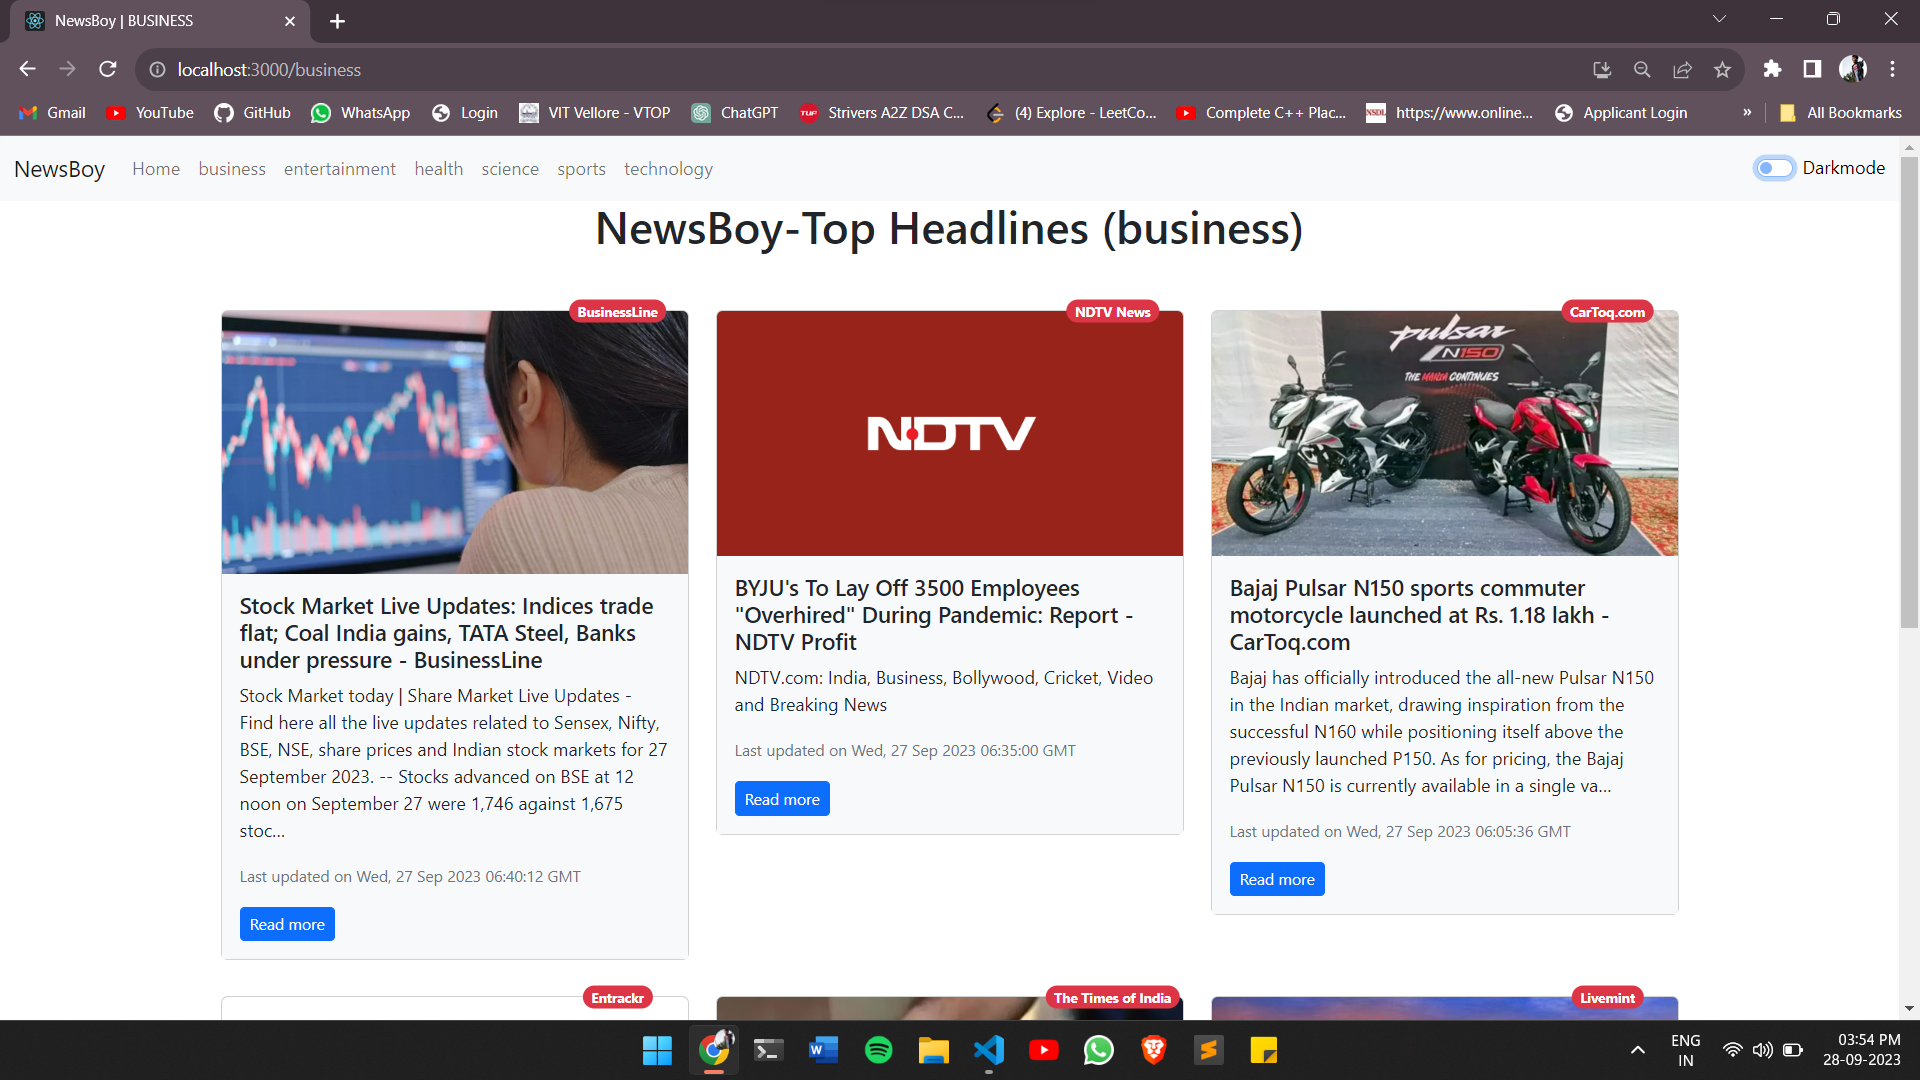 NewsBoy | BUSINESS
localhost:3000/business
Gmail
YouTube
GitHub
WhatsApp
Login
VIT Vellore - VTOP
ChatGPT
TUF
Strivers A2Z DSA C...
(4) Explore - LeetCo...
Complete C++ Plac...
NSDL
https://www.online...
Applicant Login
»
All Bookmarks
NewsBoy
Home
business
entertainment
health
science
sports
technology
Darkmode
NewsBoy-Top Headlines (business)
BusinessLine
Stock Market Live Updates: Indices trade
flat; Coal India gains, TATA Steel, Banks
under pressure - BusinessLine
Stock Market today | Share Market Live Updates -
Find here all the live updates related to Sensex, Nifty,
BSE, NSE, share prices and Indian stock markets for 27
September 2023. -- Stocks advanced on BSE at 12
noon on September 27 were 1,746 against 1,675
stoc...
Last updated on Wed, 27 Sep 2023 06:40:12 GMT
Read more
NDTV News
NDTV
BYJU's To Lay Off 3500 Employees
"Overhired" During Pandemic: Report -
NDTV Profit
NDTV.com: India, Business, Bollywood, Cricket, Video
and Breaking News
Last updated on Wed, 27 Sep 2023 06:35:00 GMT
Read more
CarToq.com
pulsar
N150
THE MANIA CONTINUES
Bajaj Pulsar N150 sports commuter
motorcycle launched at Rs. 1.18 lakh -
CarToq.com
Bajaj has officially introduced the all-new Pulsar N150
in the Indian market, drawing inspiration from the
successful N160 while positioning itself above the
previously launched P150. As for pricing, the Bajaj
Pulsar N150 is currently available in a single va...
Last updated on Wed, 27 Sep 2023 06:05:36 GMT
Read more
Entrackr
The Times of India
Livemint
ENG
IN
03:54 PM
28-09-2023